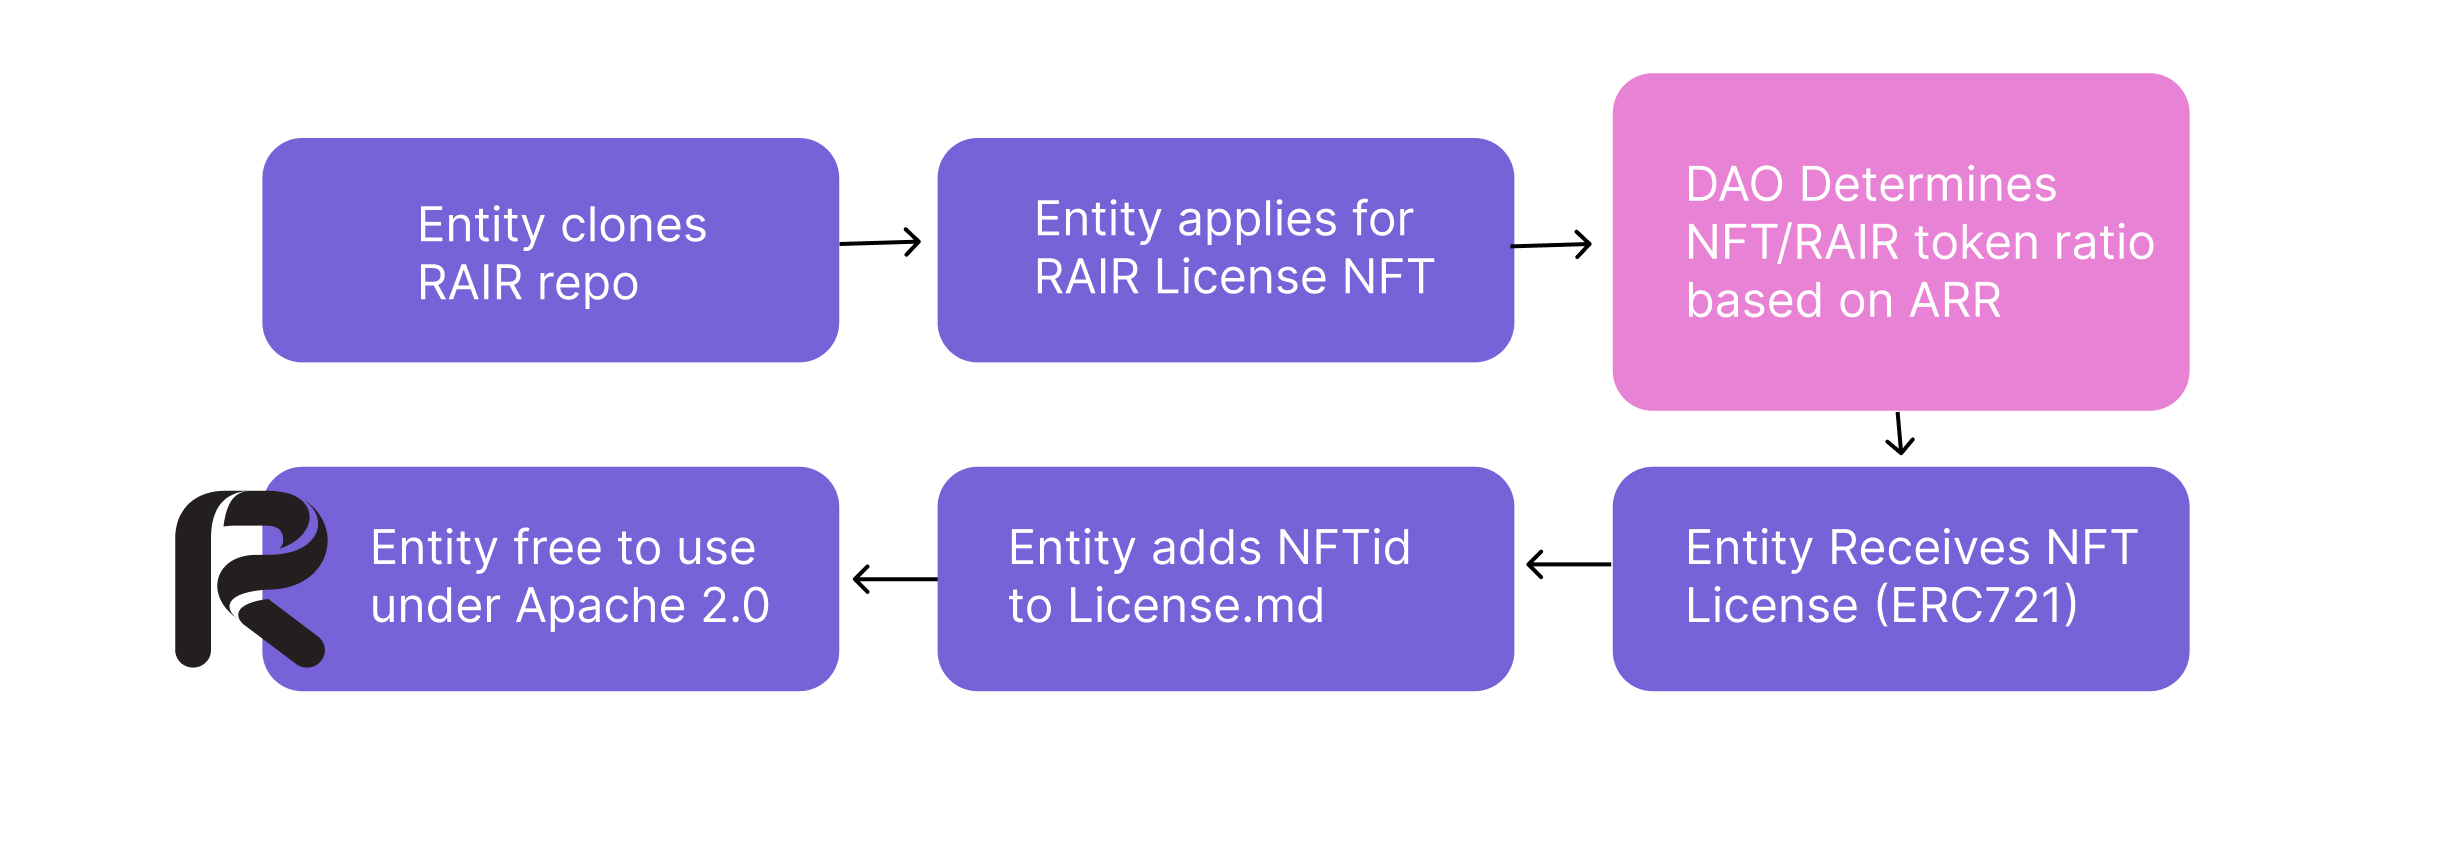 Entity clones
RAIR repo
Entity applies for
RAIR License NFT
DAO Determines
NFT/RAIR token ratio
based on ARR
Entity Receives NFT
License (ERC721)
Entity adds NFTid
to License.md
Entity free to use
under Apache 2.0